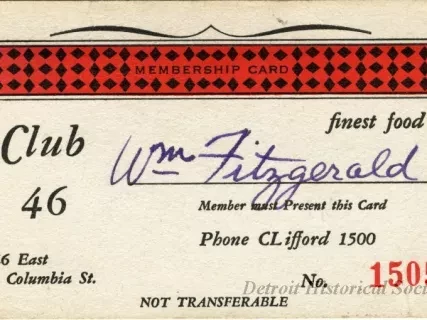 MEMBERSHIP CARD
Club
finest food
Wm Fitzgerald
46
Member must Present this Card
Phone CLifford 1500
6 East
Columbia St.
No. 1505
Detroit Historical Soci
NOT TRANSFERABLE